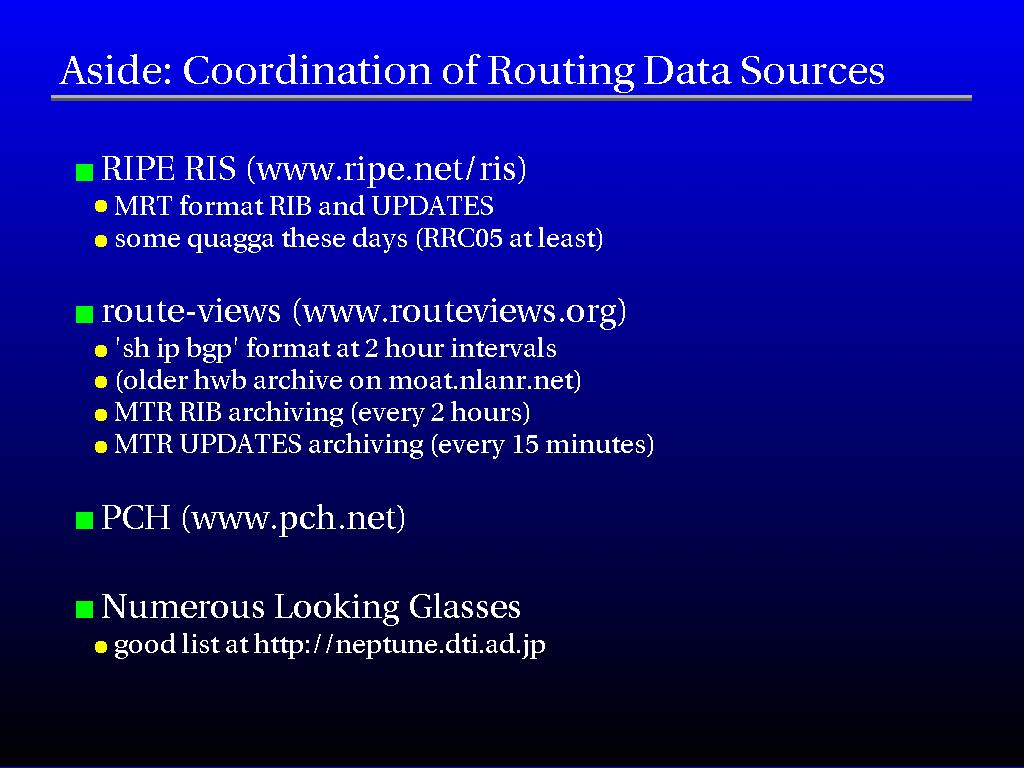 Aside: Coordination of Routing Data Sources
RIPE RIS (www.ripe.net/ris)
MRT format RIB and UPDATES
some quagga these days (RRC05 at least)
route-views (www.routeviews.org)
'sh ip bgp' format at 2 hour intervals
(older hwb archive on moat.nlanr.net)
MTR RIB archiving (every 2 hours)
MTR UPDATES archiving (every 15 minutes)
PCH (www.pch.net)
Numerous Looking Glasses
good list at http://neptune.dti.ad.jp